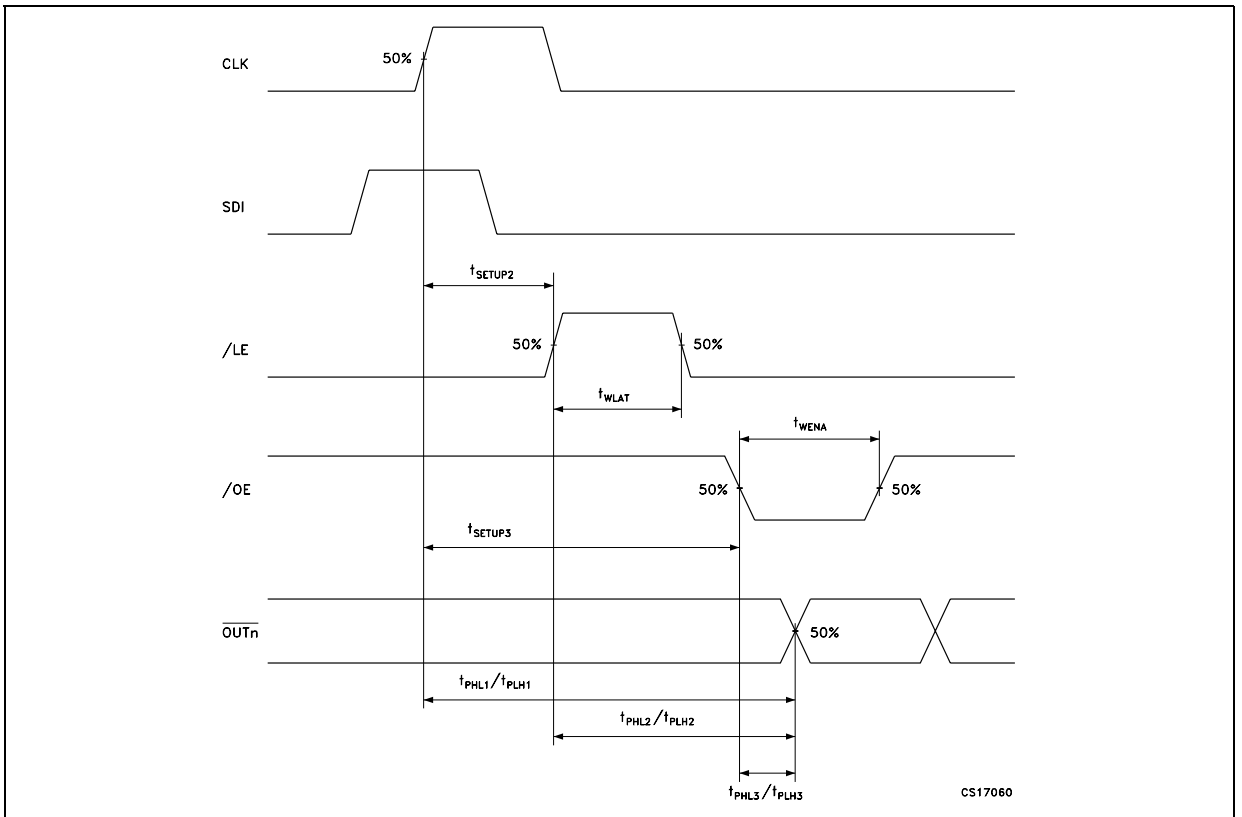 CLK
50%
SDI
tSETUP2
/LE
50%
50%
tWLAT
tWENA
/OE
50%
50%
tSETUP3
OUTn
50%
tPHL1/tPLH1
tPHL2/tPLH2
tPHL3/tPLH3
CS17060